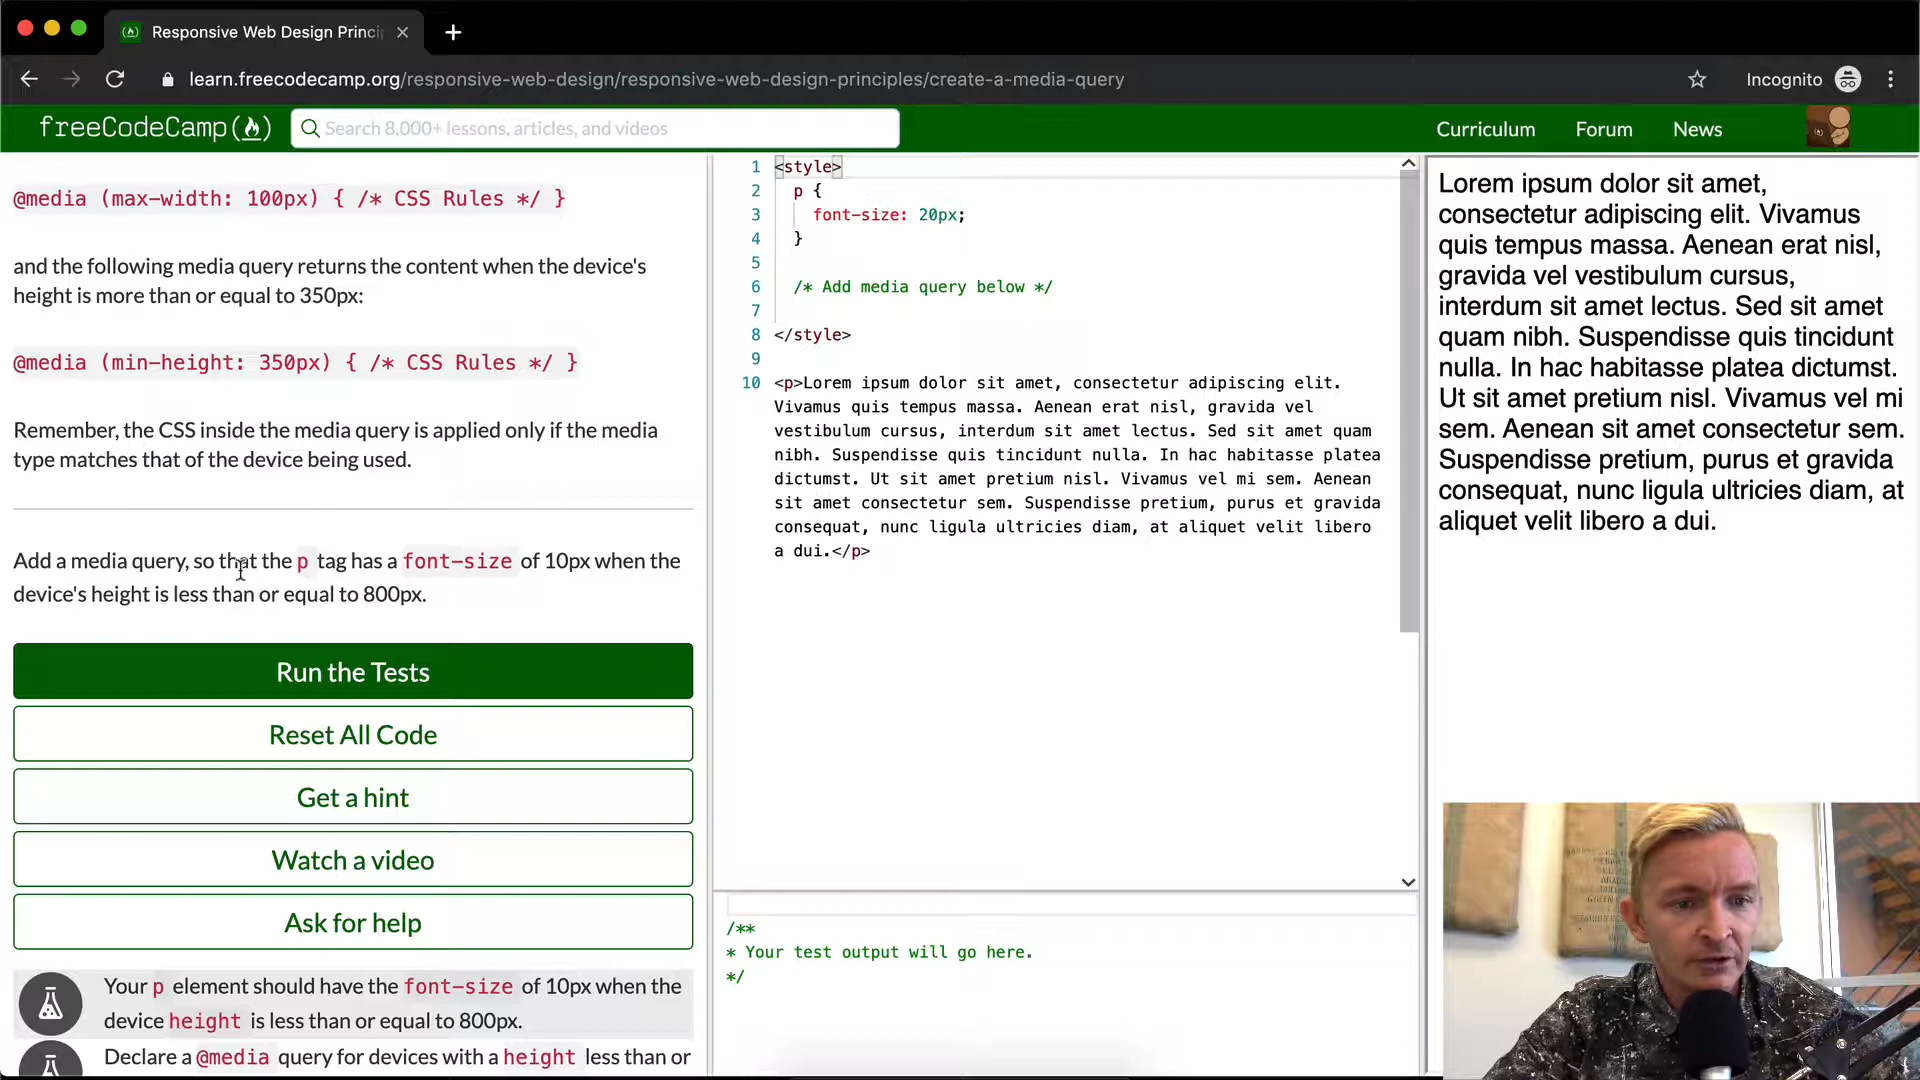 Responsive Web Design Princi
learn.freecodecamp.org/responsive-web-design/responsive-web-design-principles/create-a-media-query
Incognito
freeCodeCamp
Search 8,000+ lessons, articles, and videos
Curriculum
Forum
News
@media (max-width: 100px) { /* CSS Rules */ }
and the following media query returns the content when the device's
height is more than or equal to 350px:
@media (min-height: 350px) { /* CSS Rules */ }
Remember, the CSS inside the media query is applied only if the media
type matches that of the device being used.
Add a media query, so that the p tag has a font-size of 10px when the
device's height is less than or equal to 800px.
Run the Tests
Reset All Code
Get a hint
Watch a video
Ask for help
Your p element should have the font-size of 10px when the
device height is less than or equal to 800px.
Declare a @media query for devices with a height less than or
1 <style>
2 p {
3 font-size: 20px;
4 }
5
6 /* Add media query below */
7
8 </style>
9
10 <p>Lorem ipsum dolor sit amet, consectetur adipiscing elit.
Vivamus quis tempus massa. Aenean erat nisl, gravida vel
vestibulum cursus, interdum sit amet lectus. Sed sit amet quam
nibh. Suspendisse quis tincidunt nulla. In hac habitasse platea
dictumst. Ut sit amet pretium nisl. Vivamus vel mi sem. Aenean
sit amet consectetur sem. Suspendisse pretium, purus et gravida
consequat, nunc ligula ultricies diam, at aliquet velit libero
a dui.</p>
/**
* Your test output will go here.
*/
Lorem ipsum dolor sit amet,
consectetur adipiscing elit. Vivamus
quis tempus massa. Aenean erat nisl,
gravida vel vestibulum cursus,
interdum sit amet lectus. Sed sit amet
quam nibh. Suspendisse quis tincidunt
nulla. In hac habitasse platea dictumst.
Ut sit amet pretium nisl. Vivamus vel mi
sem. Aenean sit amet consectetur sem.
Suspendisse pretium, purus et gravida
consequat, nunc ligula ultricies diam, at
aliquet velit libero a dui.